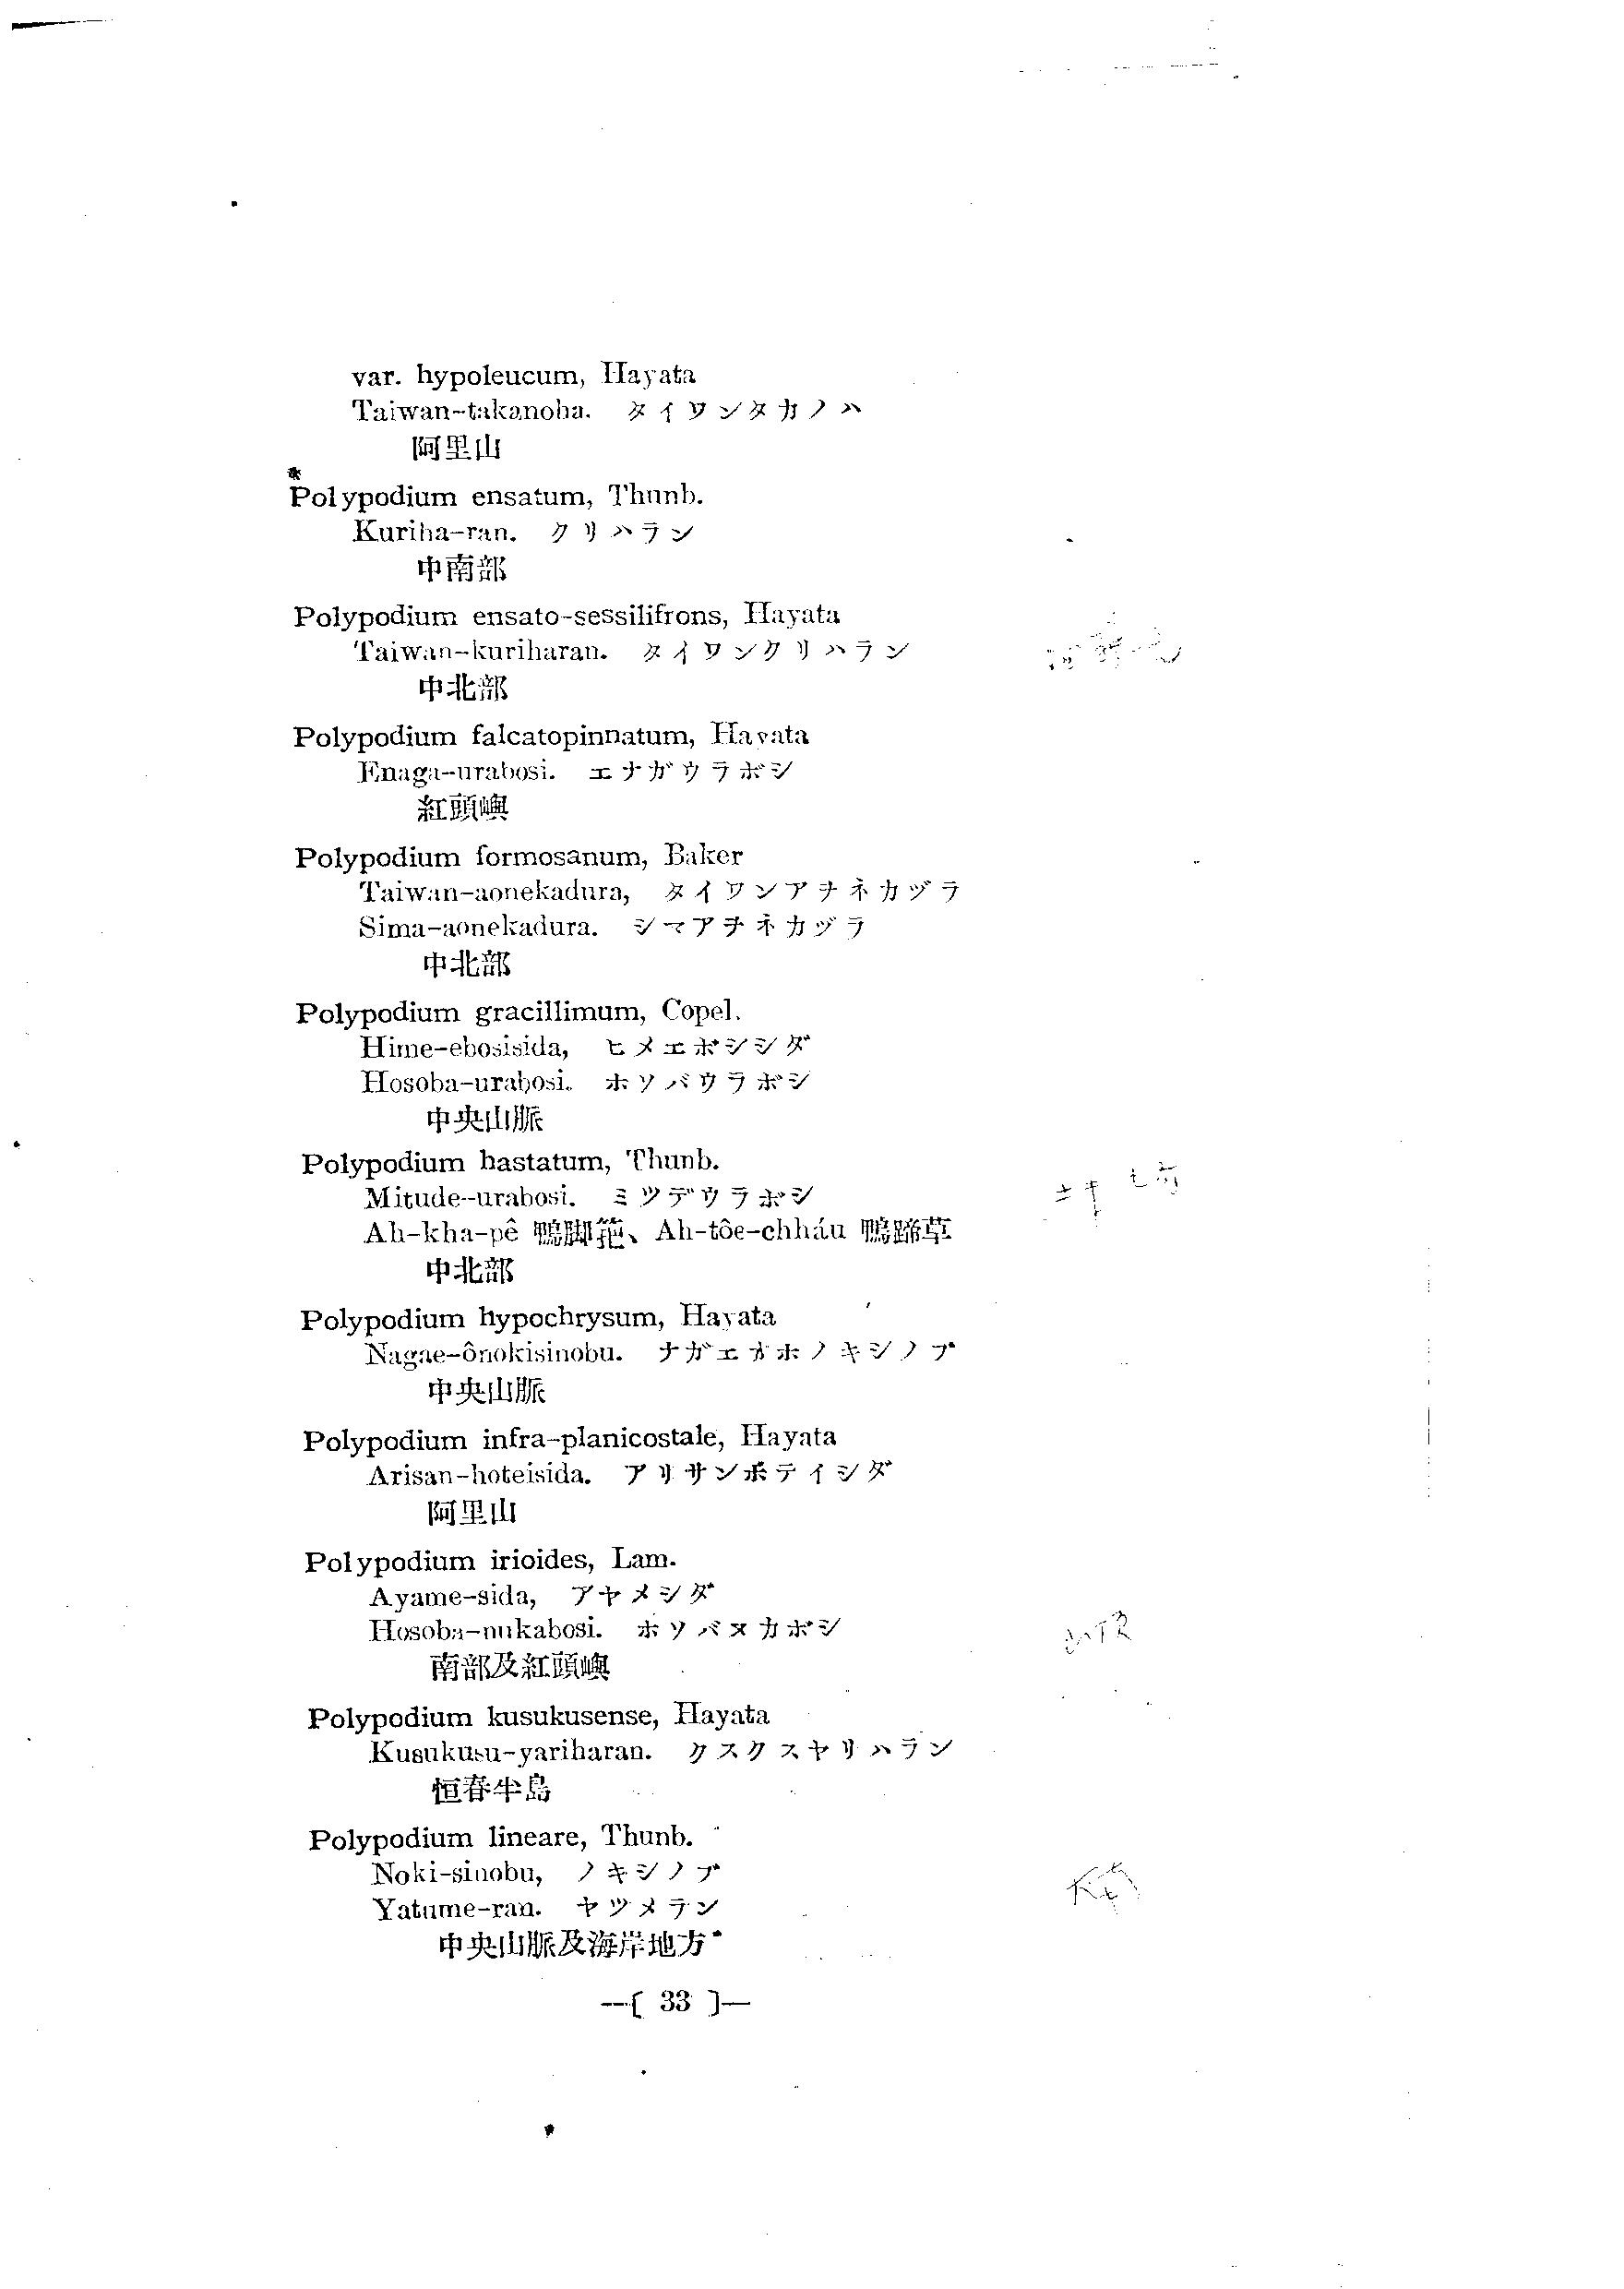 var. hypoleucum, Hayata
Taiwan-takanoha. タイワンタカノハ
阿里山
*Polypodium ensatum, Thunb.
Kuriha-ran. クリハラン
中南部
Polypodium ensato-sessilifrons, Hayata
Taiwan-kuriharan. タイワンクリハラン
中北部
Polypodium falcatopinnatum, Hayata
Enaga-urabosi. エナガウラボシ
紅頭嶼
Polypodium formosanum, Baker
Taiwan-aonekadura, タイワンアヲネカヅラ
Sima-aonekadura. シマアヲネカヅラ
中北部
Polypodium gracillimum, Copel.
Hime-ebosisida, ヒメエボシシダ
Hosoba-urabosi. ホソバウラボシ
中央山脈
Polypodium hastatum, Thunb.
Mitude-urabosi. ミツデウラボシ
Ah-kha-pê 鴨脚、Ah-tôe-chháu 鴨蹄草
中北部
Polypodium hypochrysum, Hayata
Nagae-ônokisinobu. ナガエオホノキシノブ
中央山脈
Polypodium infra-planicostale, Hayata
Arisan-hoteisida. アリサンホテイシダ
阿里山
Polypodium irioides, Lam.
Ayame-sida, アヤメシダ
Hosoba-nukabosi. ホソバヌカボシ
南部及紅頭嶼
Polypodium kusukusense, Hayata
Kusukusu-yariharan. クスクスヤリハラン
恒春半島
Polypodium lineare, Thunb.
Noki-sinobu, ノキシノブ
Yatume-ran. ヤツメラン
中央山脈及海岸地方
—[ 33 ]—